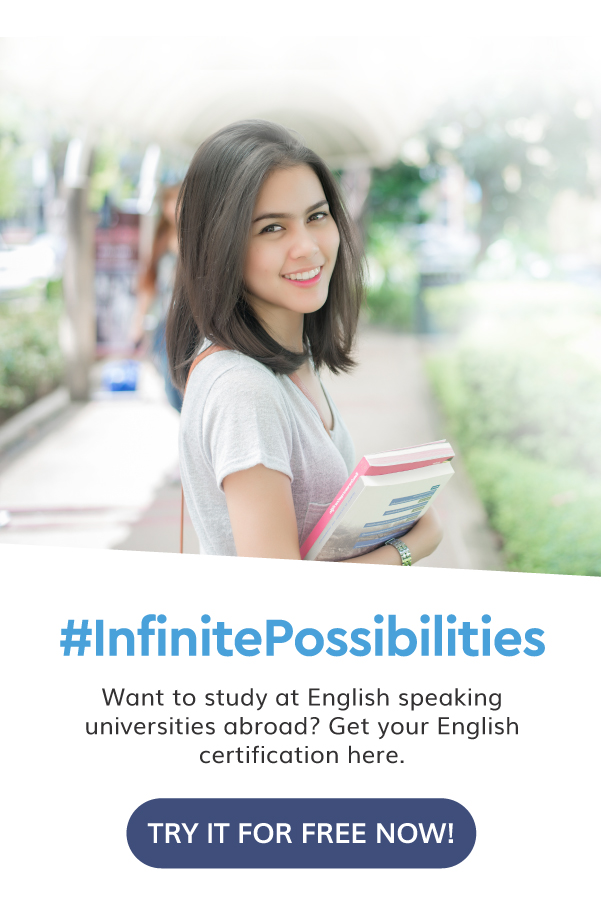 #InfinitePossibilities
Want to study at English speaking
universities abroad? Get your English
certification here.
TRY IT FOR FREE NOW!